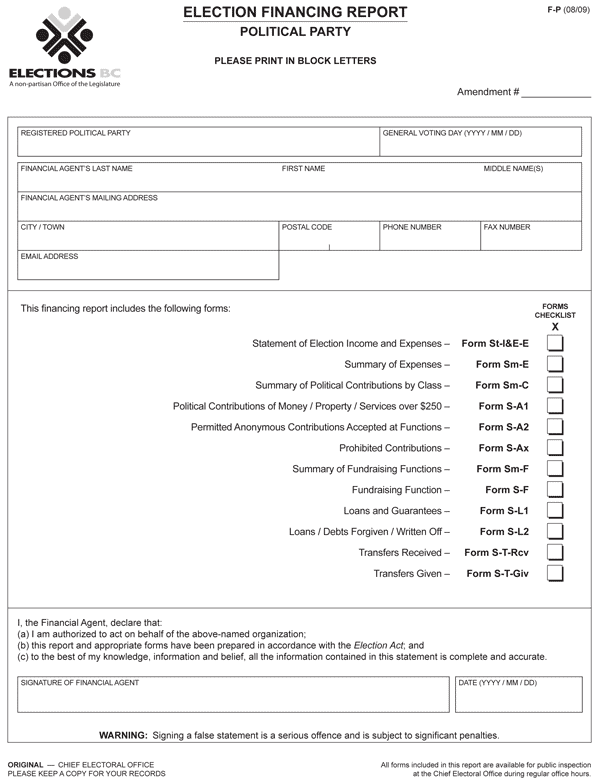 ELECTION FINANCING REPORT
F-P (08/09)
POLITICAL PARTY
PLEASE PRINT IN BLOCK LETTERS
ELECTIONS BC
A non-partisan Office of the Legislature
Amendment # _____________
REGISTERED POLITICAL PARTY
GENERAL VOTING DAY (YYYY / MM / DD)
FINANCIAL AGENT'S LAST NAME
FIRST NAME
MIDDLE NAME(S)
FINANCIAL AGENT'S MAILING ADDRESS
CITY / TOWN
POSTAL CODE
PHONE NUMBER
FAX NUMBER
EMAIL ADDRESS
This financing report includes the following forms:
FORMS
CHECKLIST
X
Statement of Election Income and Expenses – Form St-I&E-E
Summary of Expenses – Form Sm-E
Summary of Political Contributions by Class – Form Sm-C
Political Contributions of Money / Property / Services over $250 – Form S-A1
Permitted Anonymous Contributions Accepted at Functions – Form S-A2
Prohibited Contributions – Form S-Ax
Summary of Fundraising Functions – Form Sm-F
Fundraising Function – Form S-F
Loans and Guarantees – Form S-L1
Loans / Debts Forgiven / Written Off – Form S-L2
Transfers Received – Form S-T-Rcv
Transfers Given – Form S-T-Giv
I, the Financial Agent, declare that:
(a) I am authorized to act on behalf of the above-named organization;
(b) this report and appropriate forms have been prepared in accordance with the Election Act; and
(c) to the best of my knowledge, information and belief, all the information contained in this statement is complete and accurate.
SIGNATURE OF FINANCIAL AGENT
DATE (YYYY / MM / DD)
WARNING: Signing a false statement is a serious offence and is subject to significant penalties.
ORIGINAL — CHIEF ELECTORAL OFFICE
PLEASE KEEP A COPY FOR YOUR RECORDS
All forms included in this report are available for public inspection
at the Chief Electoral Office during regular office hours.